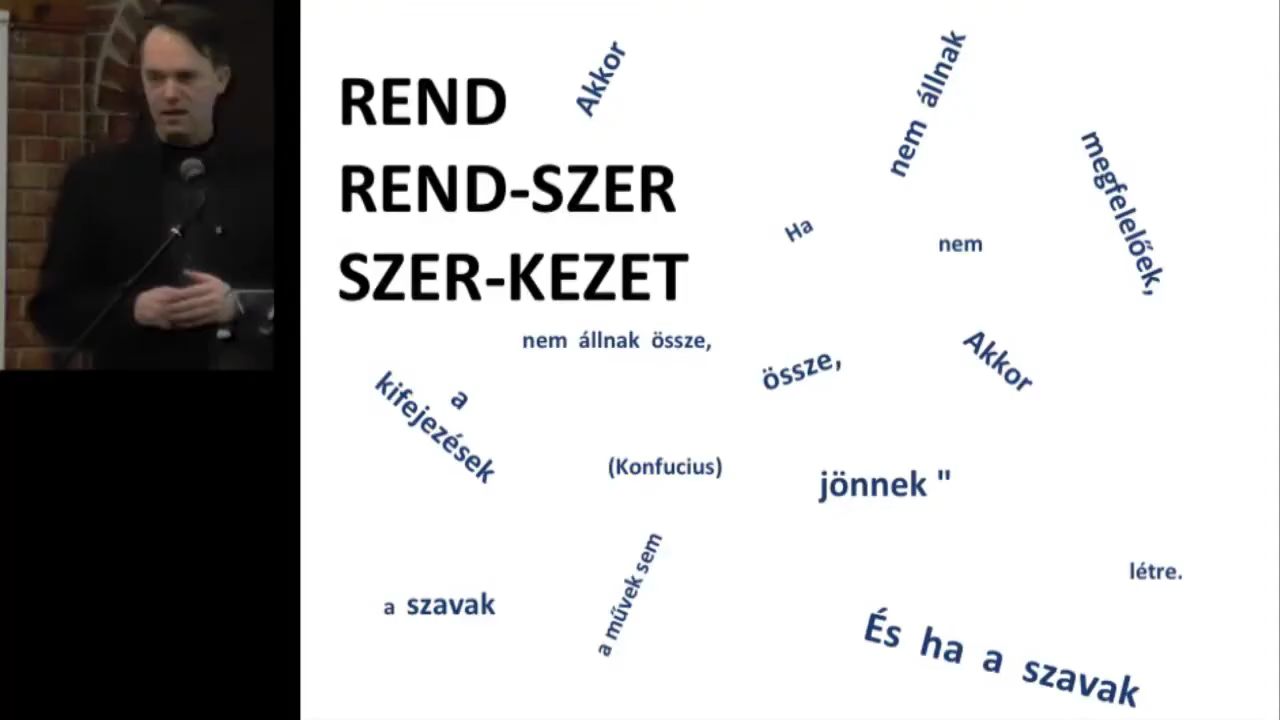 REND
REND-SZER
SZER-KEZET
Akkor
nem állnak
megfelelőek,
Ha
nem
nem állnak össze,
össze,
Akkor
a
kifejezések
(Konfucius)
jönnek "
a szavak
a művek sem
létre.
És ha a szavak